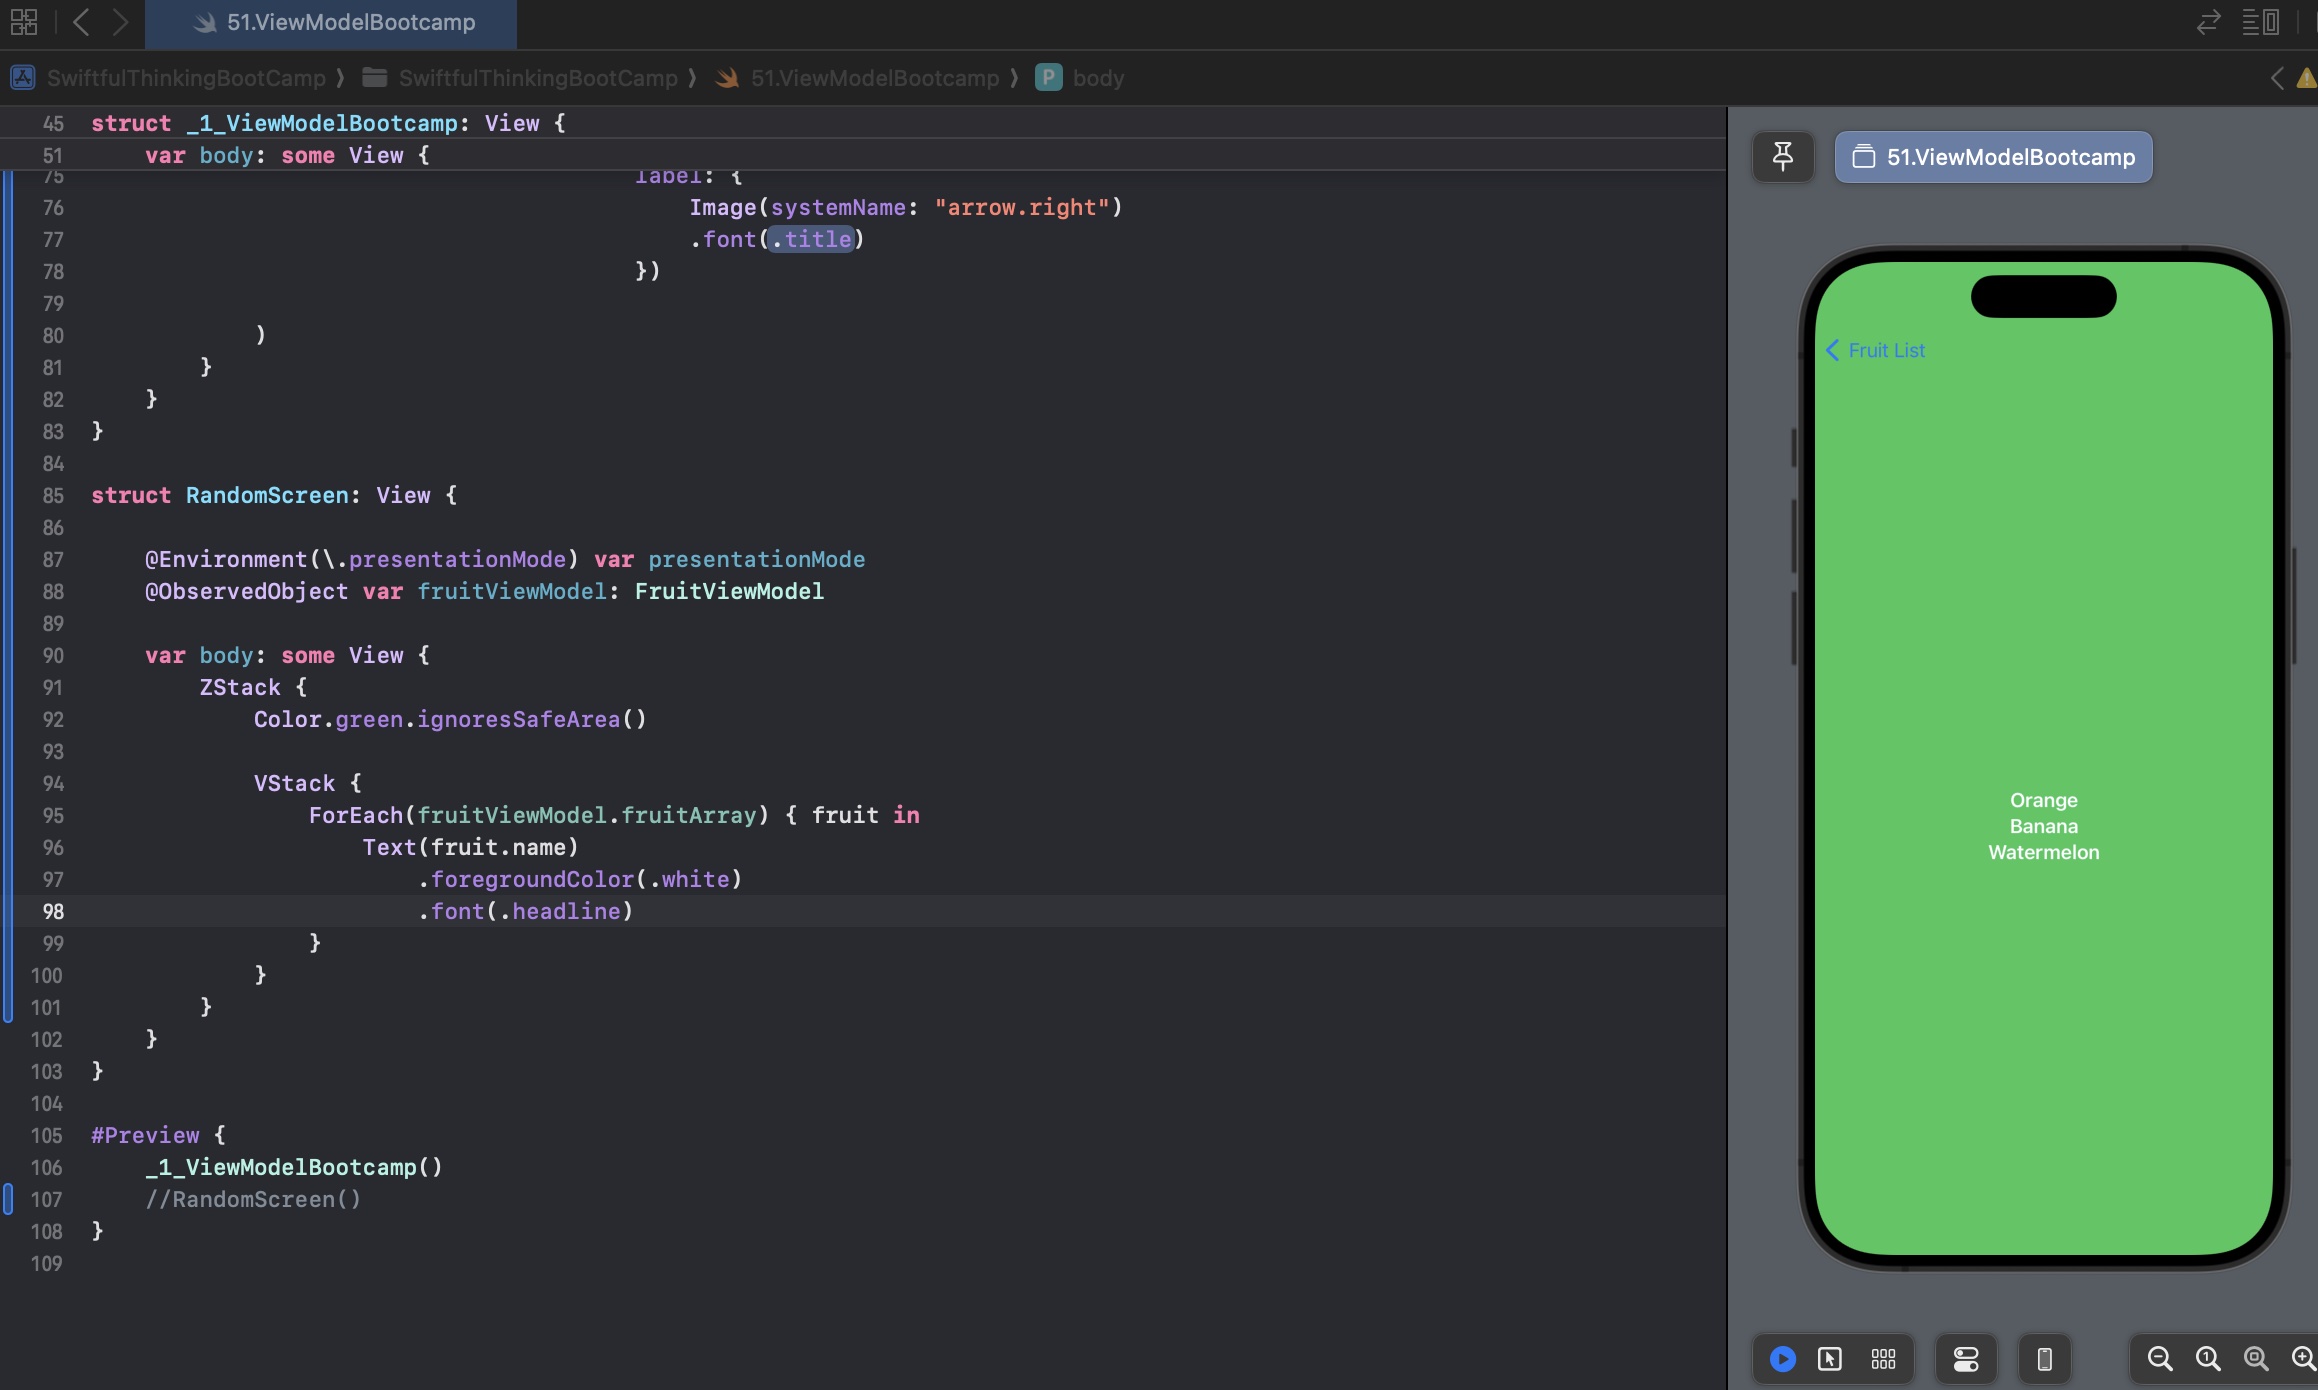 51.ViewModelBootcamp
SwiftfulThinkingBootCamp ⟩ SwiftfulThinkingBootCamp ⟩ 51.ViewModelBootcamp ⟩ P body
45 struct _1_ViewModelBootcamp: View {
51 var body: some View {
75 label: {
76 Image(systemName: "arrow.right")
77 .font(.title)
78 })
79
80 )
81 }
82 }
83 }
84
85 struct RandomScreen: View {
86
87 @Environment(\.presentationMode) var presentationMode
88 @ObservedObject var fruitViewModel: FruitViewModel
89
90 var body: some View {
91 ZStack {
92 Color.green.ignoresSafeArea()
93
94 VStack {
95 ForEach(fruitViewModel.fruitArray) { fruit in
96 Text(fruit.name)
97 .foregroundColor(.white)
98 .font(.headline)
99 }
100 }
101 }
102 }
103 }
104
105 #Preview {
106 _1_ViewModelBootcamp()
107 //RandomScreen()
108 }
109
51.ViewModelBootcamp
Fruit List
Orange
Banana
Watermelon